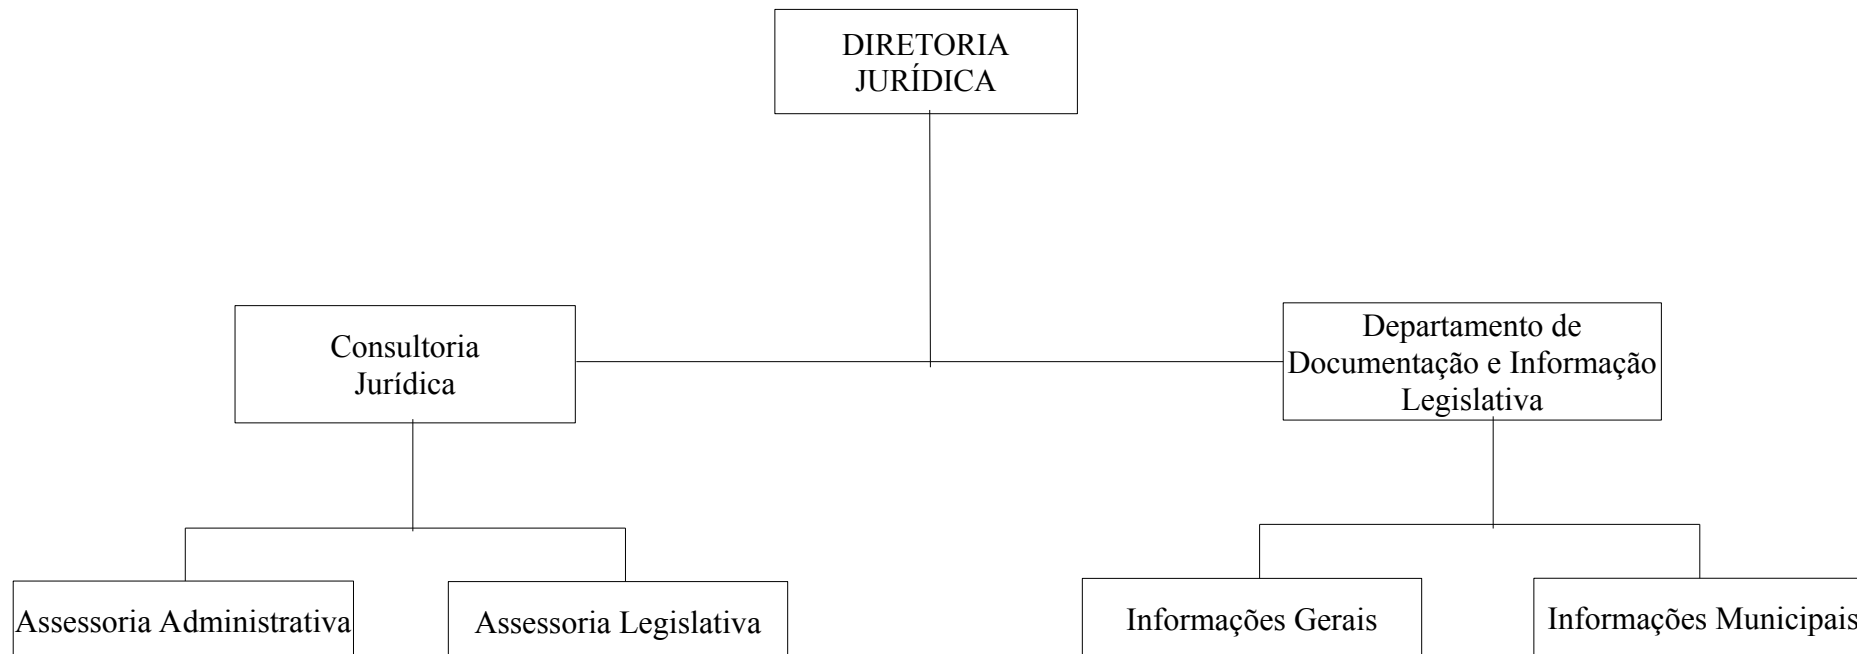 DIRETORIA
JURÍDICA
Consultoria
Jurídica
Departamento de
Documentação e Informação
Legislativa
Assessoria Administrativa
Assessoria Legislativa
Informações Gerais
Informações Municipais